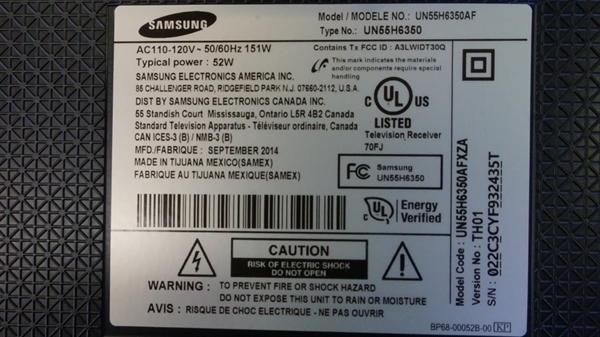 SAMSUNG
Model / MODELE NO.: UN55H6350AF
Type No.: UN55H6350
AC110-120V~ 50/60Hz 151W
Typical power : 52W
Contains Tx FCC ID : A3LWIDT30Q
This mark indicates the materials and/or prepare require special handling.
SAMSUNG ELECTRONICS AMERICA INC.
85 CHALLENGER ROAD, RIDGEFIELD PARK N.J. 07660-2112, U.S.A.
DIST BY SAMSUNG ELECTRONICS CANADA INC.
55 Standish Court Mississauga, Ontario L5R 4B2 Canada
Standard Television Apparatus - Téléviseur ordinaire, Canada
CAN ICES-3 (B) / NMB-3 (B)
MFD./FABRIQUE : SEPTEMBER 2014
MADE IN TIJUANA MEXICO(SAMEX)
FABRIQUE AU TIJUANA MEXIQUE(SAMEX)
C UL US
LISTED
Television Receiver
70FJ
FC Samsung
UN55H6350
C UL Energy
Verified
CAUTION
RISK OF ELECTRIC SHOCK
DO NOT OPEN
WARNING : TO PREVENT FIRE OR SHOCK HAZARD
DO NOT EXPOSE THIS UNIT TO RAIN OR MOISTURE
AVIS : RISQUE DE CHOC ELECTRIQUE - NE PAS OUVRIR
BP68-00052B-00 KP
Model Code : UN55H6350AFXZA
Version No : TH01
S/N : 022C3CYF932435T